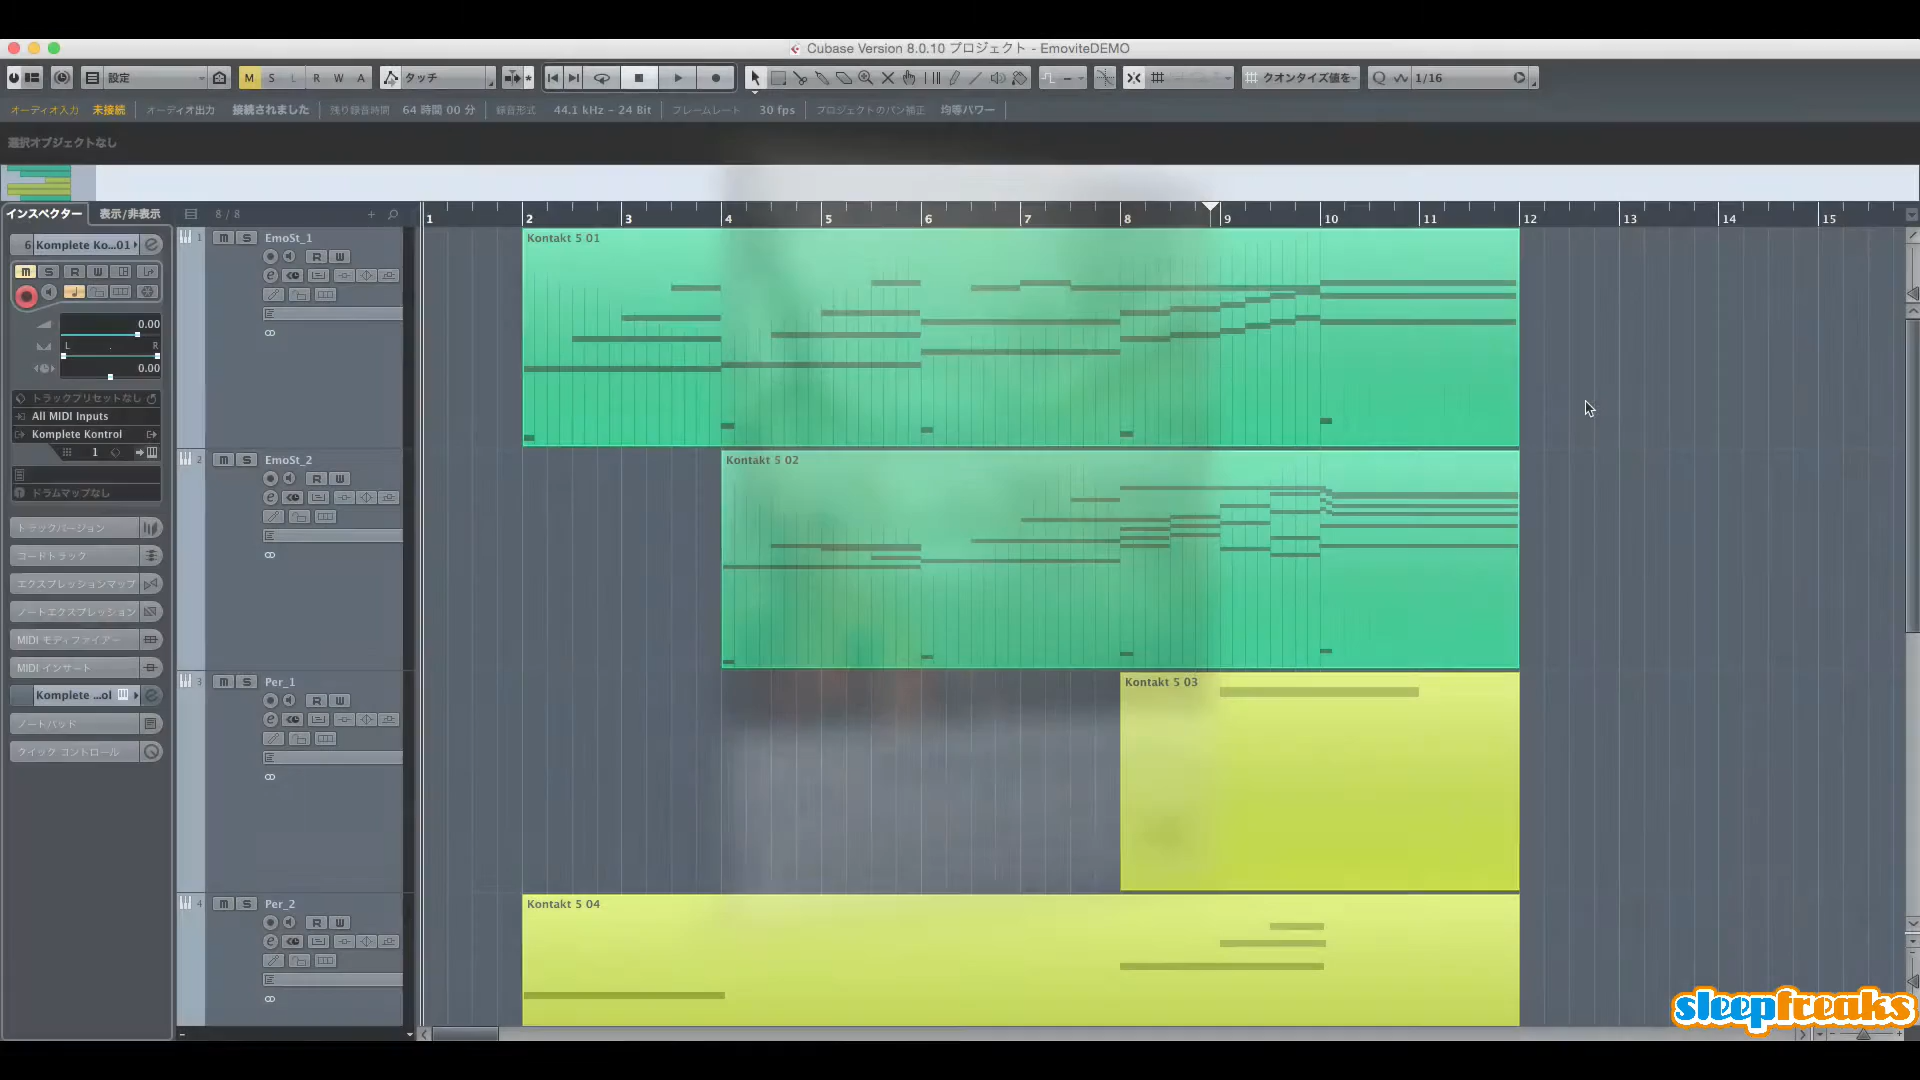 Cubase Version 8.0.10 プロジェクト - EmoviteDEMO
設定 M S L R W A タッチ クオンタイズ値を 1/16
オーディオ入力 未接続 オーディオ出力 接続されました 残り録音時間 64 時間 00 分 録音形式 44.1 kHz - 24 Bit フレームレート 30 fps プロジェクトのパン補正 均等パワー
選択オブジェクトなし
インスペクター 表示/非表示 8 / 8
1 2 3 4 5 6 7 8 9 10 11 12 13 14 15
6 Komplete Ko...01
M S R W
0.00
L R
0.00
トラックプリセットなし
All MIDI Inputs
Komplete Kontrol
1
ドラムマップなし
トラックバージョン
コードトラック
エクスプレッションマップ
ノートエクスプレッション
MIDI モディファイアー
MIDI インサート
Komplete ...ol
ノートパッド
クイック コントロール
1 m S EmoSt_1
R W
Kontakt 5 01
2 m S EmoSt_2
R W
Kontakt 5 02
3 m S Per_1
R W
Kontakt 5 03
4 m S Per_2
R W
Kontakt 5 04
sleepfreaks